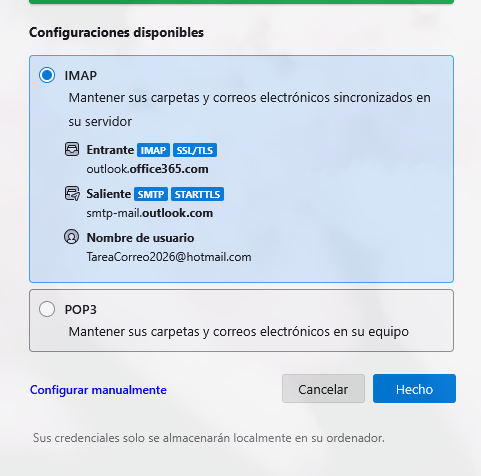 Configuraciones disponibles
IMAP
Mantener sus carpetas y correos electrónicos sincronizados en
su servidor
Entrante IMAP SSL/TLS
outlook.office365.com
Saliente SMTP STARTTLS
smtp-mail.outlook.com
Nombre de usuario
TareaCorreo2026@hotmail.com
POP3
Mantener sus carpetas y correos electrónicos en su equipo
Configurar manualmente
Cancelar
Hecho
Sus credenciales solo se almacenarán localmente en su ordenador.